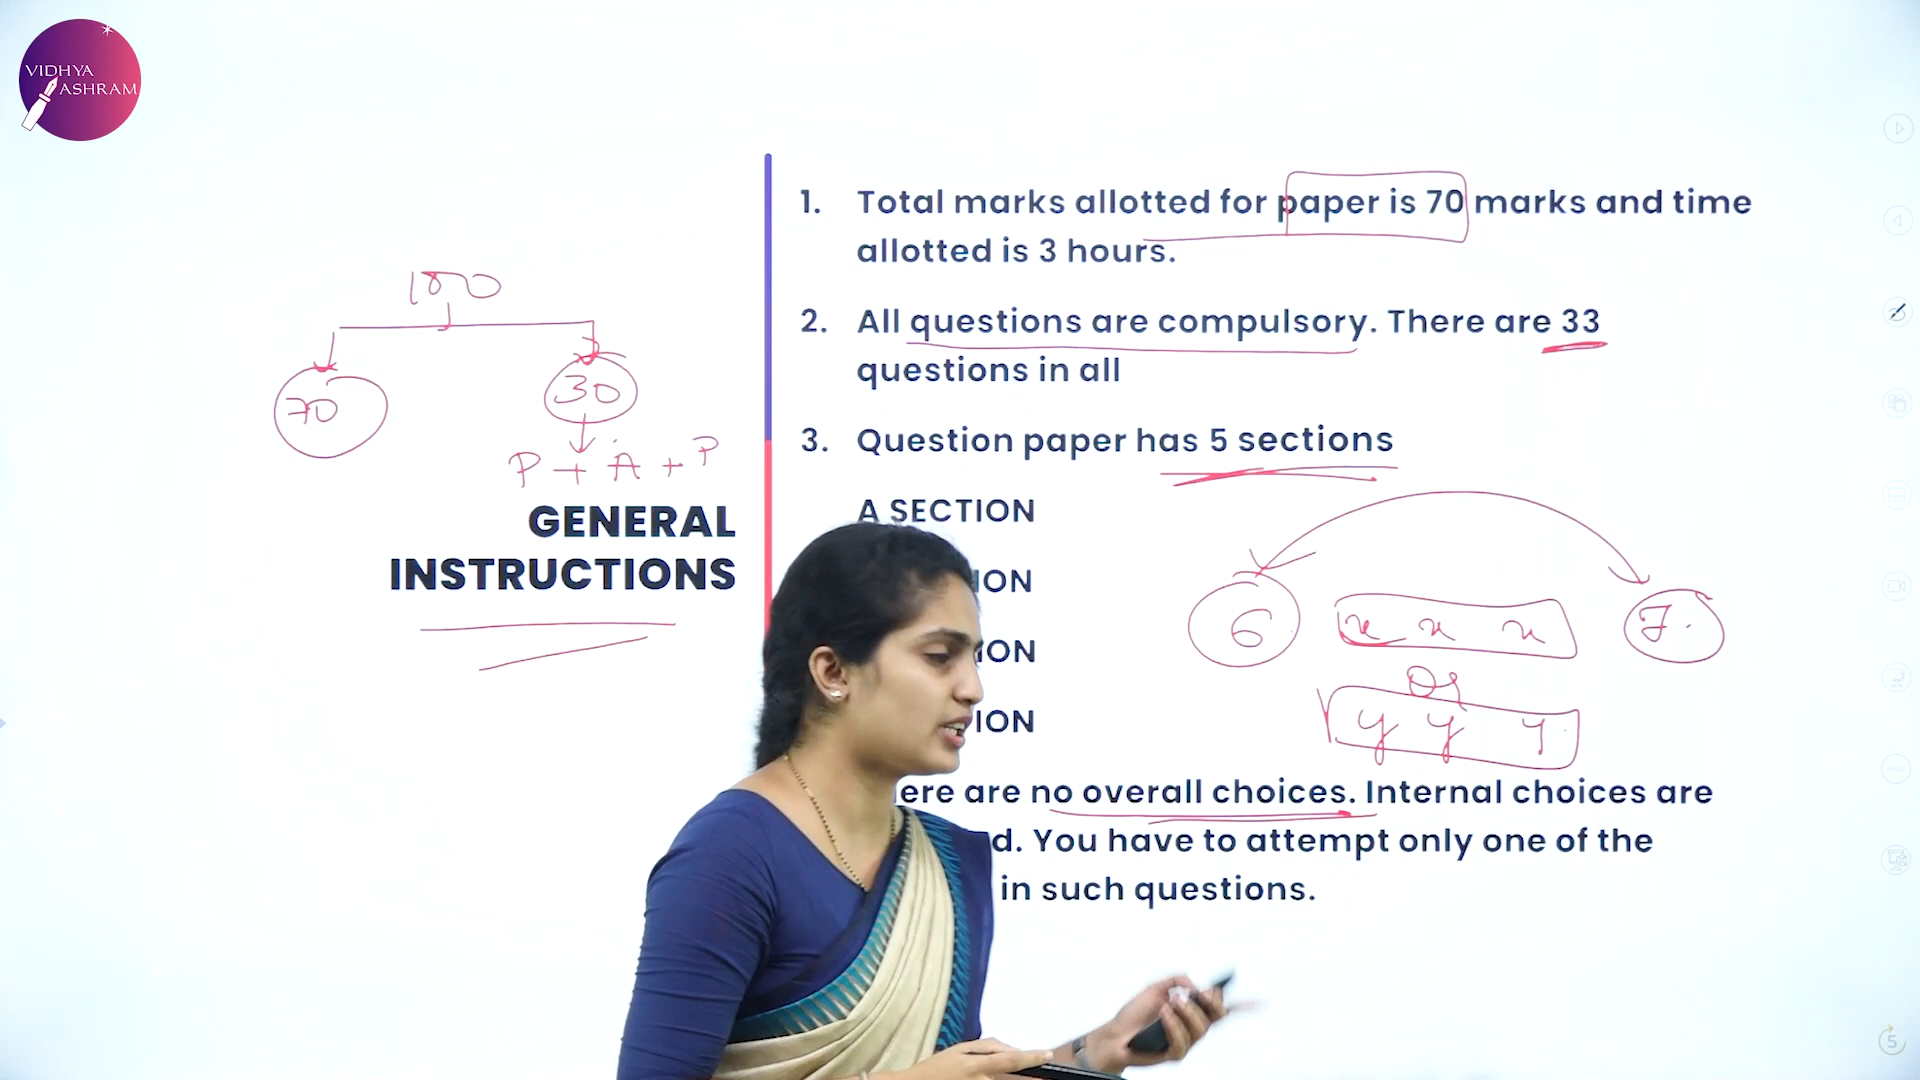 VIDHYA
ASHRAM
1. Total marks allotted for paper is 70 marks and time
allotted is 3 hours.
2. All questions are compulsory. There are 33
questions in all
3. Question paper has 5 sections
A SECTION
ION
ION
ION
ere are no overall choices. Internal choices are
d. You have to attempt only one of the
in such questions.
GENERAL
INSTRUCTIONS
100
70 30
P + A + P
6 x x x 7.
Or
y y y
5